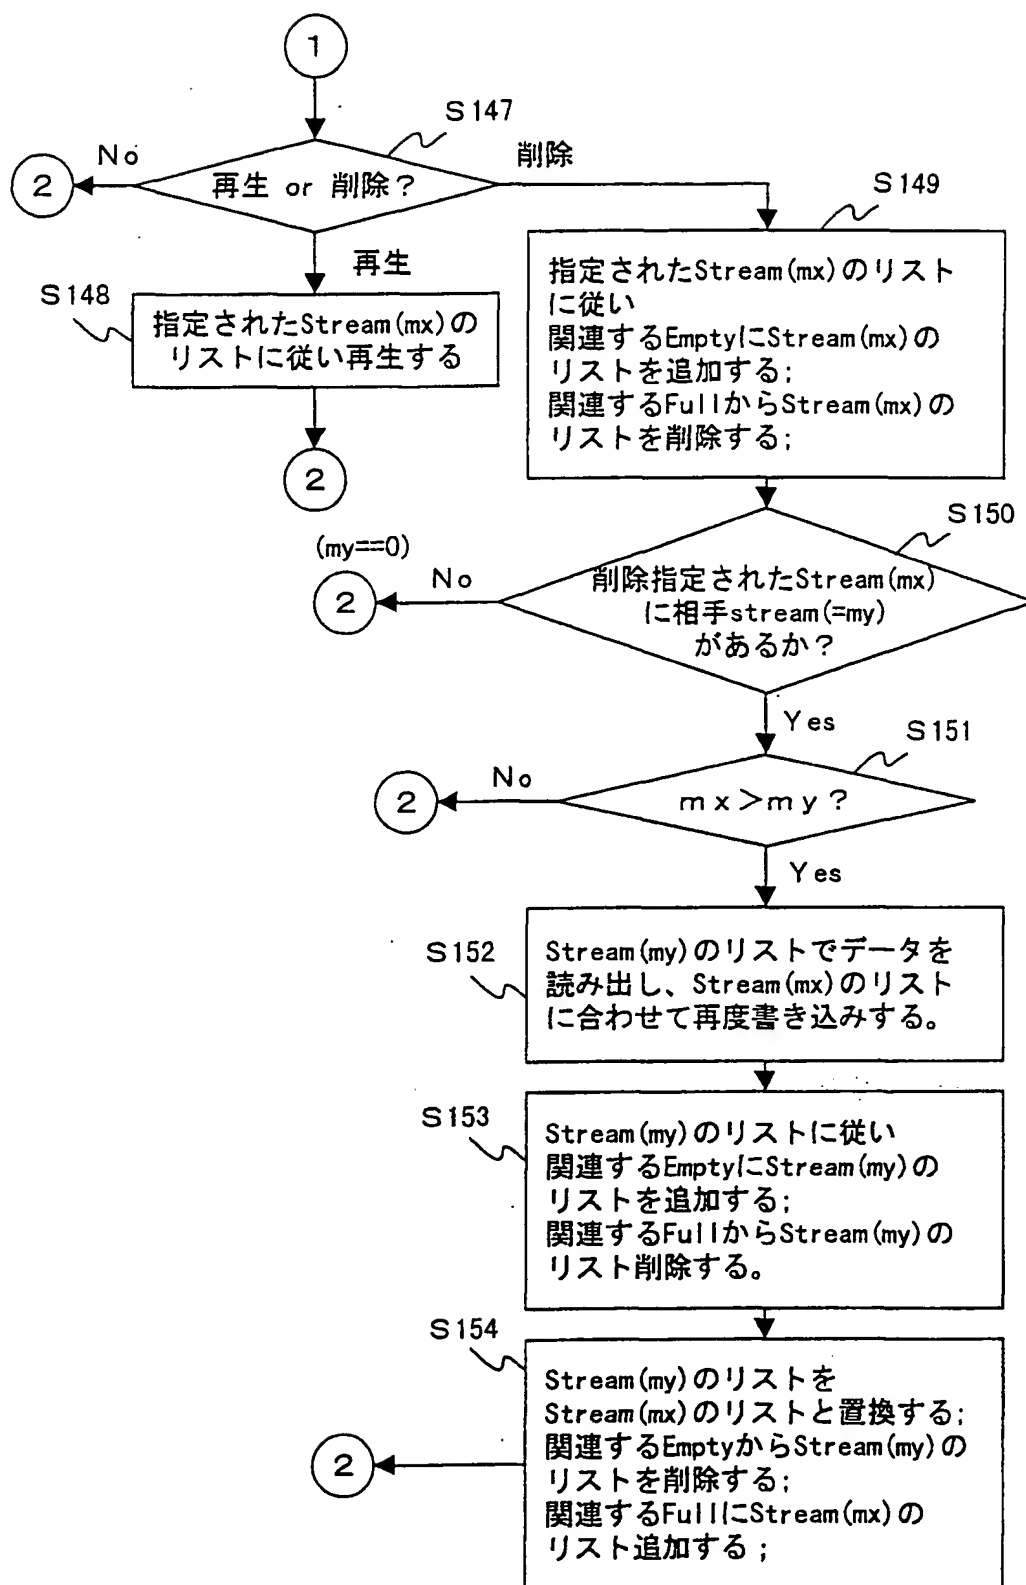 1
S147
No
削除
2
再生 or 削除？
S149
再生
S148
指定されたStream(mx)の
リストに従い再生する
指定されたStream(mx)のリスト
に従い
関連するEmptyにStream(mx)の
リストを追加する;
関連するFullからStream(mx)の
リストを削除する;
2
S150
(my==0)
No
2
削除指定されたStream(mx)
に相手stream(=my)
があるか？
Yes
S151
No
2
mx＞my？
Yes
S152
Stream(my)のリストでデータを
読み出し、Stream(mx)のリスト
に合わせて再度書き込みする。
S153
Stream(my)のリストに従い
関連するEmptyにStream(my)の
リストを追加する;
関連するFullからStream(my)の
リスト削除する。
S154
Stream(my)のリストを
Stream(mx)のリストと置換する;
関連するEmptyからStream(my)の
リストを削除する;
関連するFullにStream(mx)の
リスト追加する;
2